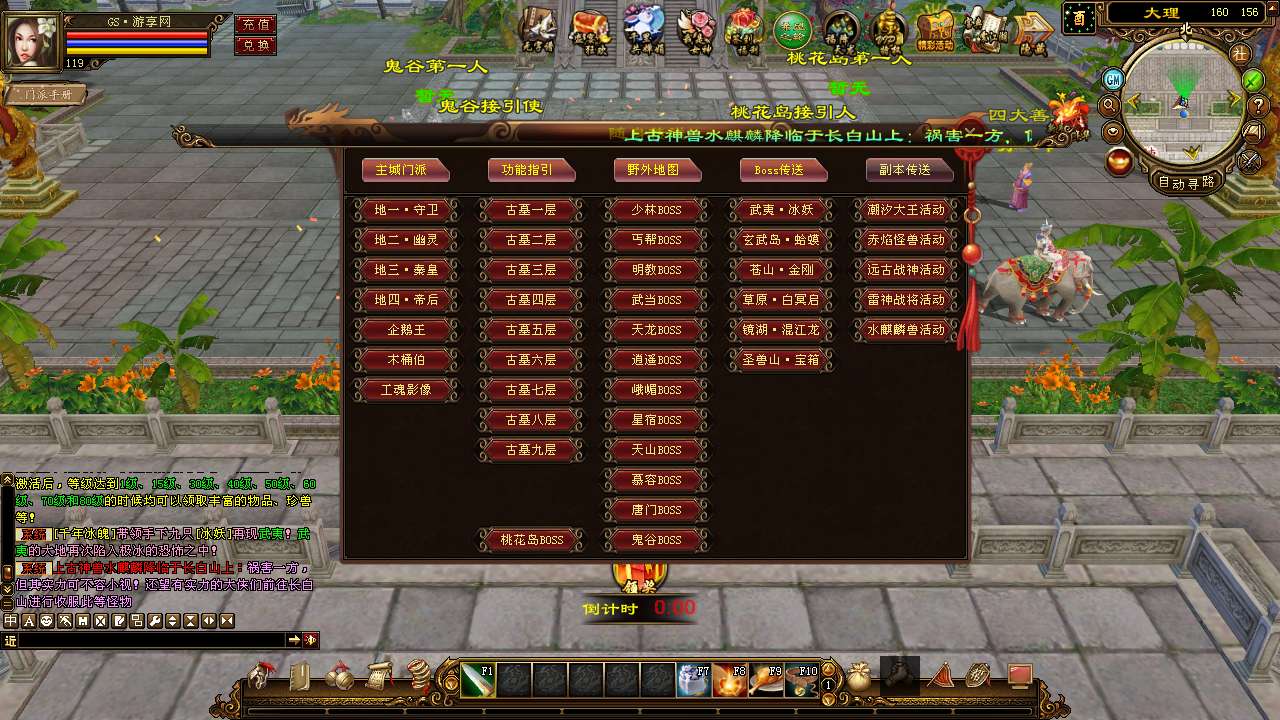 GS·游享网
充值
兑换
119
门派手册
精彩活动
大理 160 156
北
酉
社
GM
自动寻路
鬼谷第一人
桃花岛第一人
暂无
暂无
鬼谷接引使
桃花岛接引人
四大善
上古神兽水麒麟降临于长白山上：祸害一方，
主城门派
功能指引
野外地图
Boss传送
副本传送
地一·守卫
古墓一层
少林BOSS
武夷·冰妖
潮汐大王活动
地二·幽灵
古墓二层
丐帮BOSS
玄武岛·蛤蟆
赤焰怪兽活动
地三·秦皇
古墓三层
明教BOSS
苍山·金刚
远古战神活动
地四·帝后
古墓四层
武当BOSS
草原·白冥启
雷神战将活动
企鹅王
古墓五层
天龙BOSS
镜湖·混江龙
水麒麟兽活动
木桶伯
古墓六层
逍遥BOSS
圣兽山·宝箱
工魂影像
古墓七层
峨嵋BOSS
古墓八层
星宿BOSS
古墓九层
天山BOSS
慕容BOSS
唐门BOSS
桃花岛BOSS
鬼谷BOSS
领奖
倒计时 0.00
激活后，等级达到1级、15级、30级、40级、50级、60
级、70级和80级的时候均可以领取丰富的物品、珍兽
等！
系统 [千年冰魄]带领手下九只[冰妖]再现武夷！武
夷的大地再次陷入极冰的恐怖之中！
系统 上古神兽水麒麟降临于长白山上：祸害一方，
但其实力可不容小视！还望有实力的大侠们前往长白
山进行收服此等怪物
近
F1
F7
F8
F9
F10
1